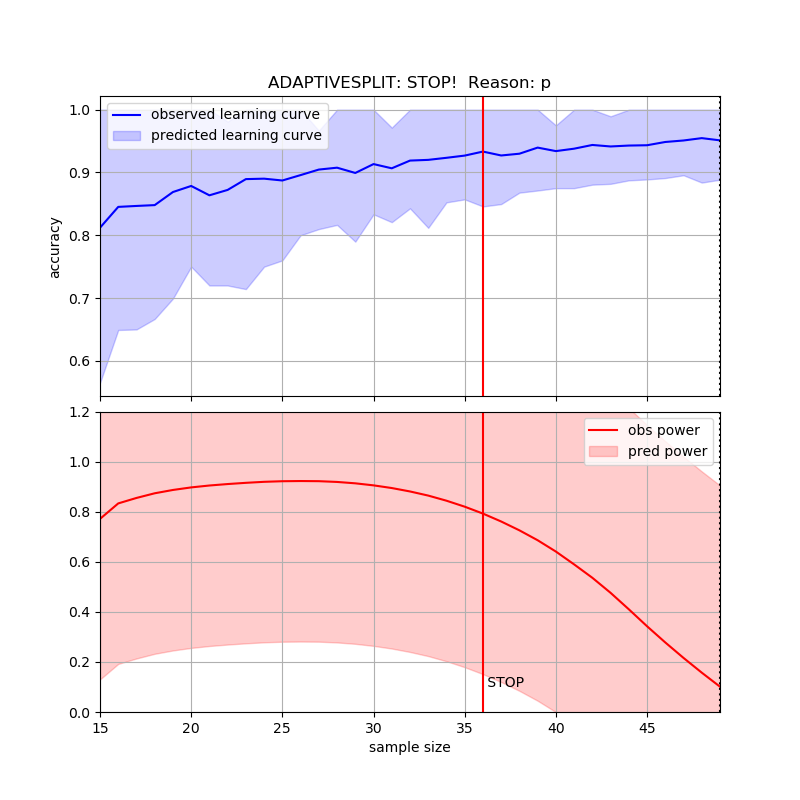 ADAPTIVESPLIT: STOP!  Reason: p
1.0
0.9
0.8
0.7
0.6
accuracy
observed learning curve
predicted learning curve
1.2
1.0
0.8
0.6
0.4
0.2
0.0
obs power
pred power
STOP
15
20
25
30
35
40
45
sample size